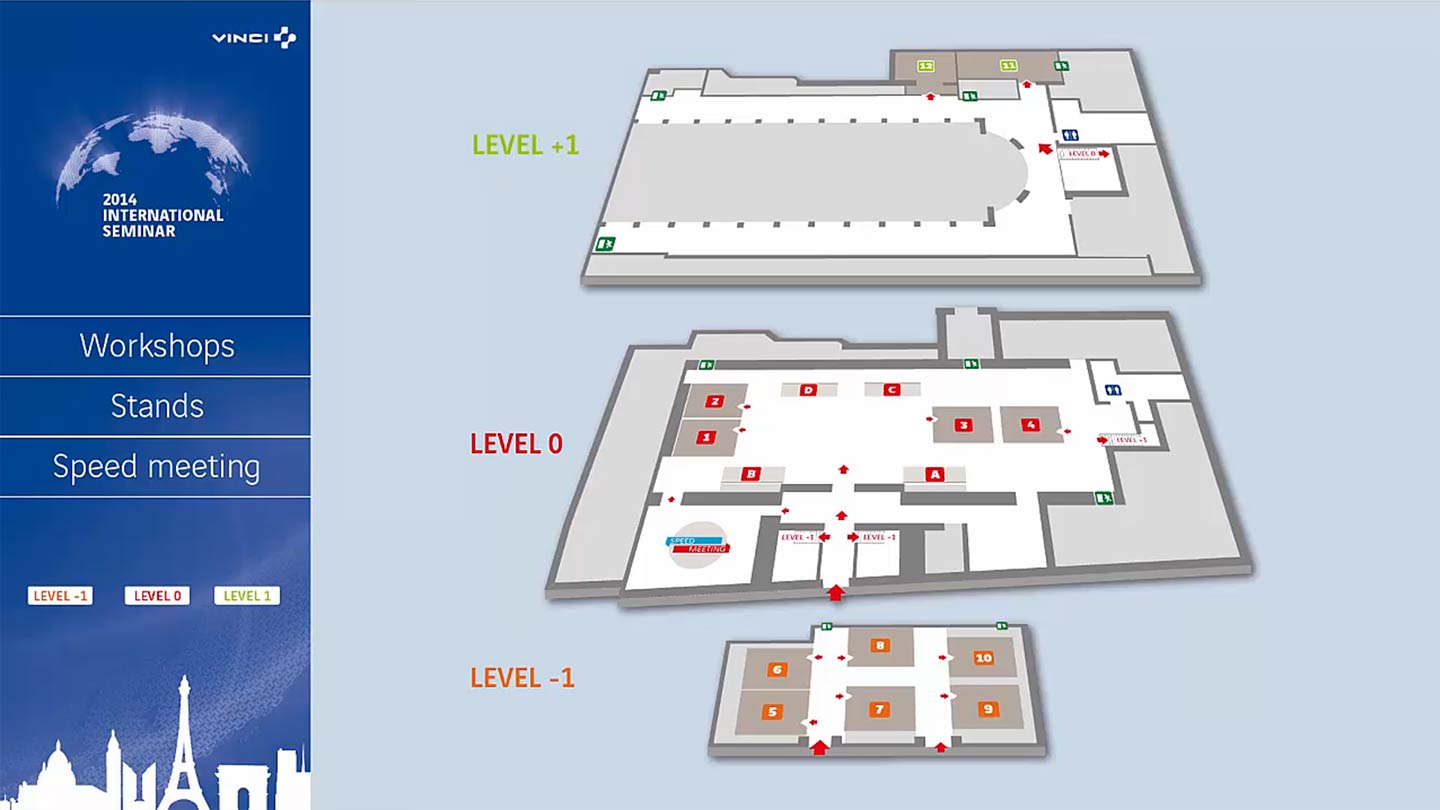 VINCI
2014
INTERNATIONAL
SEMINAR
Workshops
Stands
Speed meeting
LEVEL -1
LEVEL 0
LEVEL 1
LEVEL +1
12
11
LEVEL 0
LEVEL 0
2
1
D
C
3
4
B
A
LEVEL -1
SPEED
MEETING
LEVEL -1
LEVEL -1
LEVEL -1
6
5
8
7
10
9